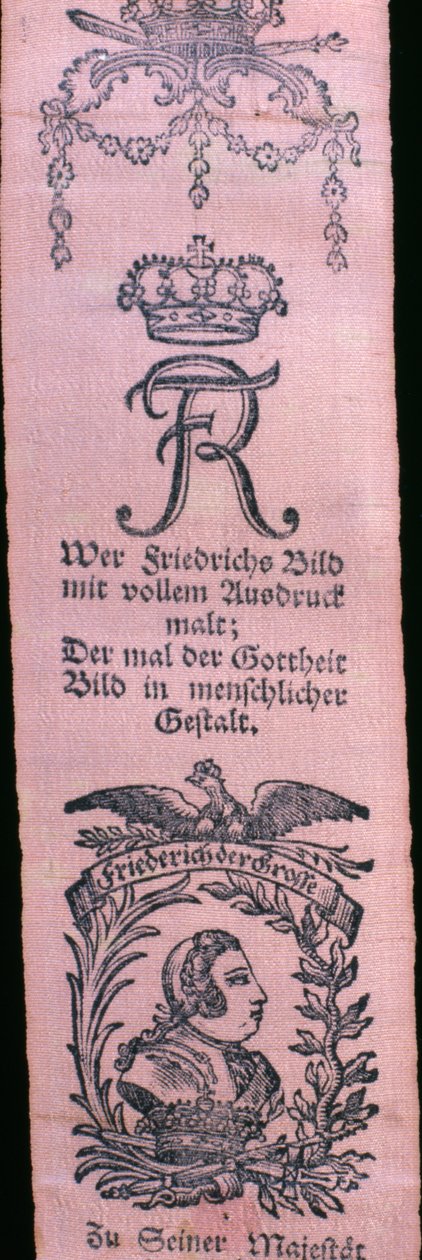 FR
Wer Friedrichs Bild
mit vollem Ausdruck
malt;
Der mal der Gottheit
Bild in menschlicher
Gestalt.
Friederich der Grosse
Zu Seiner Majestät